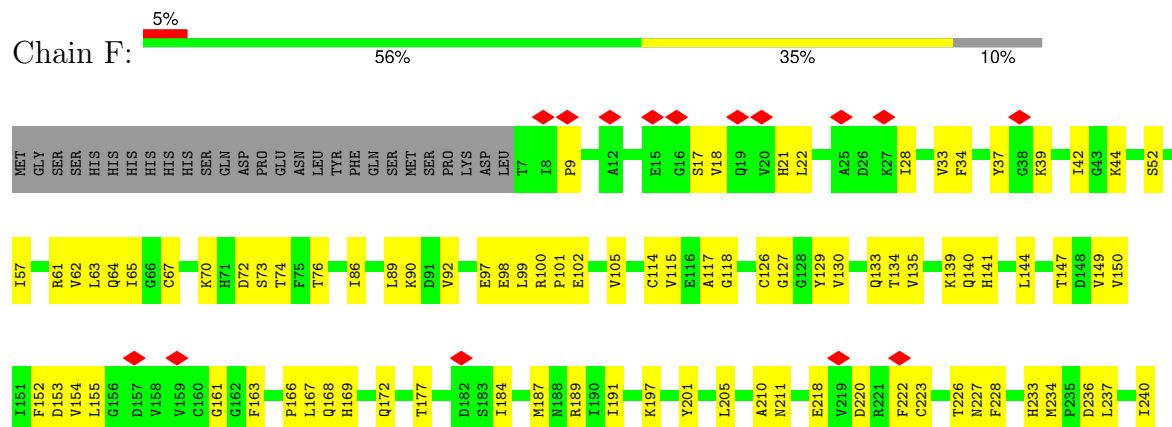 5%
Chain F:
56% 35% 10%
MET GLY SER SER HIS HIS HIS HIS HIS HIS SER GLN ASP PRO GLU ASN LEU TYR PHE GLN SER MET SER PRO LYS ASP LEU T7 I8 P9 A12 E15 G16 S17 V18 Q19 V20 H21 L22 A25 D26 K27 I28 V33 F34 Y37 G38 K39 I42 G43 K44 S52
I57 R61 V62 L63 Q64 I65 G66 C67 K70 H71 D72 S73 T74 F75 T76 I86 L89 K90 D91 V92 E97 E98 L99 R100 P101 E102 V105 C114 V115 E116 A117 G118 C126 G127 G128 Y129 V130 Q133 T134 V135 K139 Q140 H141 L144 T147 D148 V149 V150
I151 F152 D153 V154 L155 G156 D157 V158 V159 C160 G161 G162 F163 P166 L167 Q168 H169 Q172 T177 D182 S183 I184 M187 N188 R189 I190 I191 K197 Y201 L205 A210 N211 E218 V219 D220 R221 F222 C223 T226 N227 F228 H233 M234 P235 D236 L237 I240